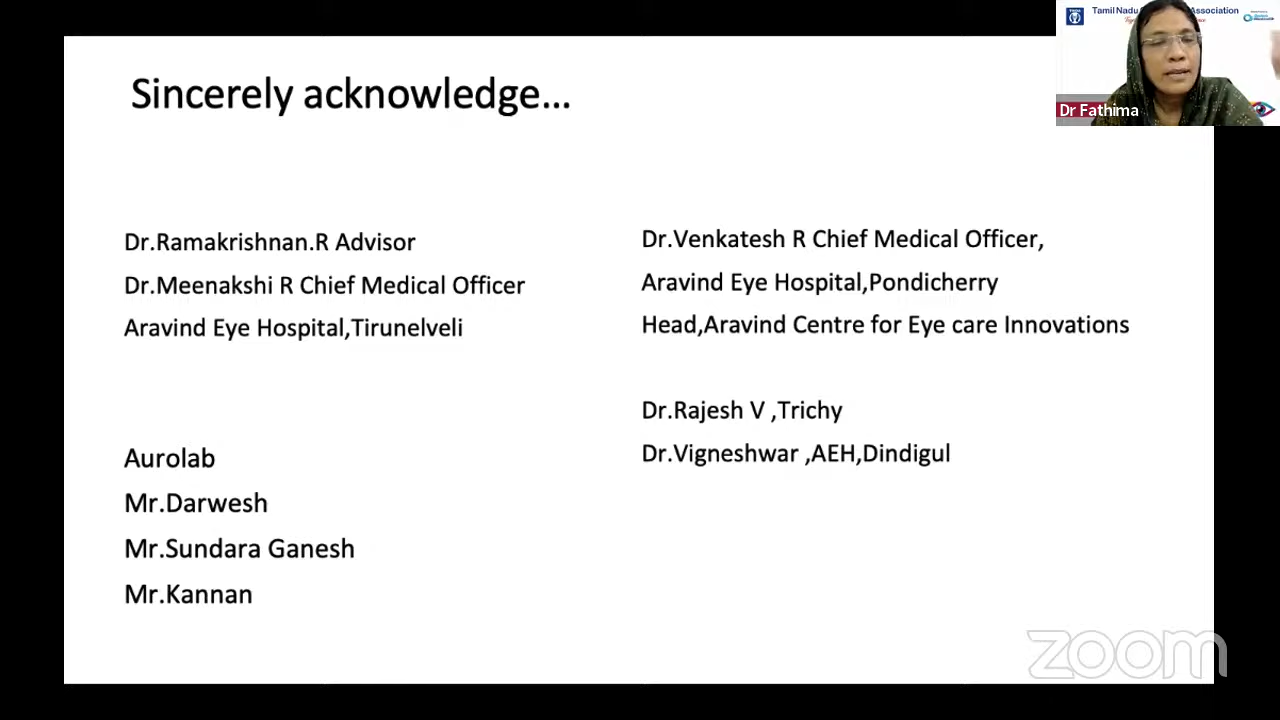 Tamil Nadu
Association
Dr Fathima
Sincerely acknowledge...
Dr.Ramakrishnan.R Advisor
Dr.Meenakshi R Chief Medical Officer
Aravind Eye Hospital,Tirunelveli
Aurolab
Mr.Darwesh
Mr.Sundara Ganesh
Mr.Kannan
Dr.Venkatesh R Chief Medical Officer,
Aravind Eye Hospital,Pondicherry
Head,Aravind Centre for Eye care Innovations
Dr.Rajesh V ,Trichy
Dr.Vigneshwar ,AEH,Dindigul
zoom